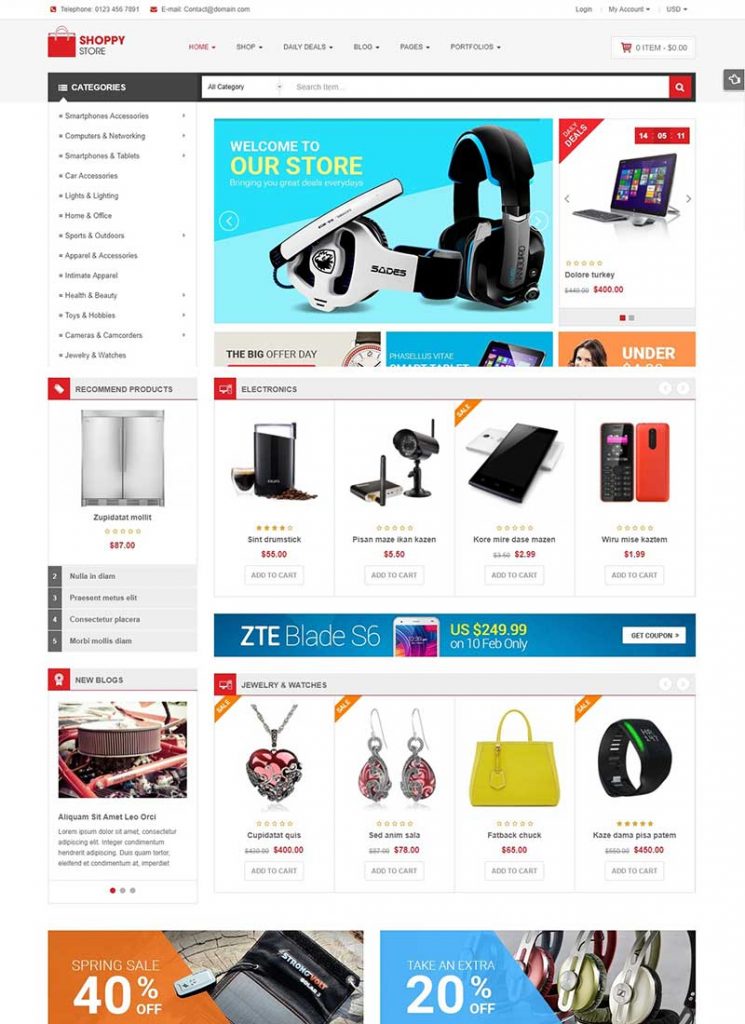 Telephone: 0123 456 7891
E-mail: Contact@domain.com
Login
My Account
USD
SHOPPY
STORE
HOME
SHOP
DAILY DEALS
BLOG
PAGES
PORTFOLIOS
0 ITEM - $0.00
CATEGORIES
All Category
Search Item...
Smartphones Accessories
Computers & Networking
Smartphones & Tablets
Car Accessories
Lights & Lighting
Home & Office
Sports & Outdoors
Apparel & Accessories
Intimate Apparel
Health & Beauty
Toys & Hobbies
Cameras & Camcorders
Jewelry & Watches
WELCOME TO
OUR STORE
Bringing you great deals everydays
SADES
DAILY
DEALS
14 : 05 : 11
Dolore turkey
$440.00 $400.00
THE BIG OFFER DAY
PHASELLUS VITAE
SMART TABLET
UNDER
RECOMMEND PRODUCTS
Zupidatat mollit
$87.00
2 Nulla in diam
3 Praesent metus elit
4 Consectetur placera
5 Morbi mollis diam
ELECTRONICS
Sint drumstick
$55.00
ADD TO CART
Pisan maze ikan kazen
$5.50
ADD TO CART
SALE
Kore mire dase mazen
$3.50 $2.99
ADD TO CART
Wiru mise kaztem
$1.99
ADD TO CART
ZTE Blade S6
US $249.99
on 10 Feb Only
GET COUPON »
NEW BLOGS
Aliquam Sit Amet Leo Orci
Lorem ipsum dolor sit amet, consectetur
adipiscing elit. Integer condimentum
hendrerit adipiscing. Duis quam tortor,
eleifend et condimentum at, imperdiet
JEWELRY & WATCHES
SALE
Cupidatat quis
$420.00 $400.00
ADD TO CART
SALE
Sed anim sala
$87.00 $78.00
ADD TO CART
Fatback chuck
$65.00
ADD TO CART
SALE
Kaze dama pisa patem
$550.00 $450.00
ADD TO CART
SPRING SALE
40% OFF
STRONGVOLT
SOLAR
TAKE AN EXTRA
20% OFF